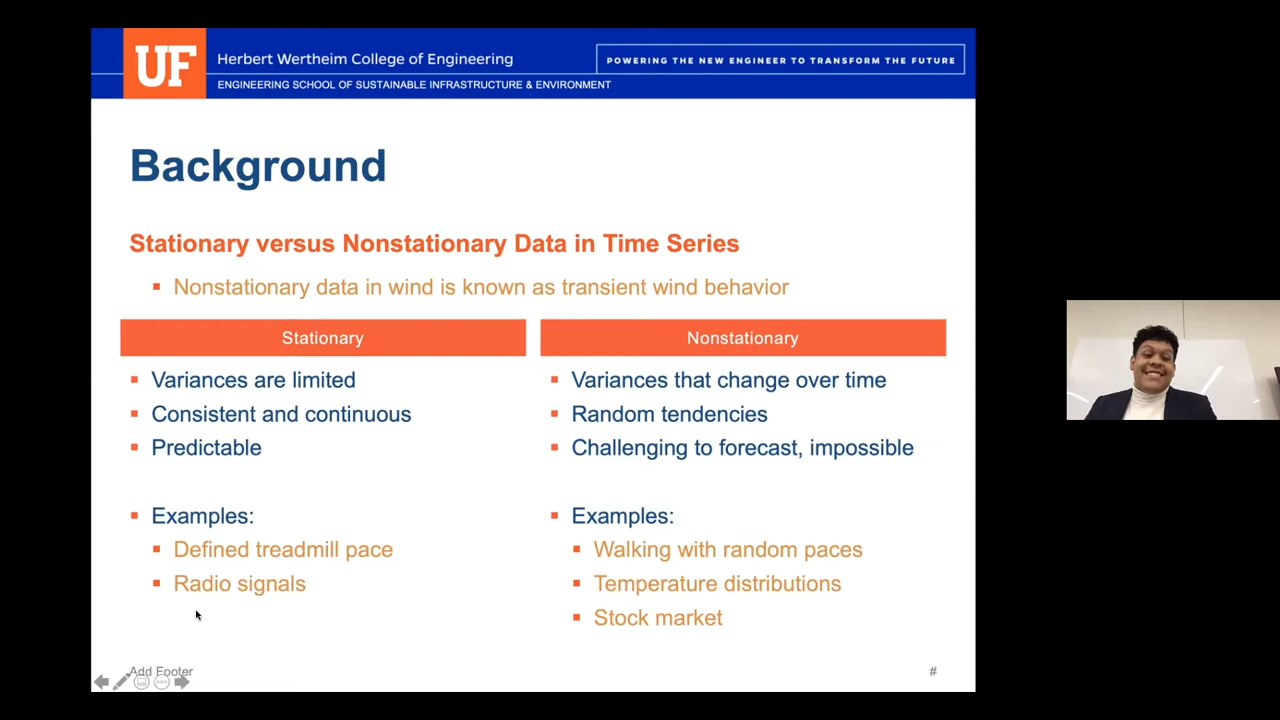 UF
Herbert Wertheim College of Engineering
POWERING THE NEW ENGINEER TO TRANSFORM THE FUTURE
ENGINEERING SCHOOL OF SUSTAINABLE INFRASTRUCTURE & ENVIRONMENT
Background
Stationary versus Nonstationary Data in Time Series
Nonstationary data in wind is known as transient wind behavior
Stationary
Variances are limited
Consistent and continuous
Predictable
Examples:
Defined treadmill pace
Radio signals
Nonstationary
Variances that change over time
Random tendencies
Challenging to forecast, impossible
Examples:
Walking with random paces
Temperature distributions
Stock market
Add Footer
#